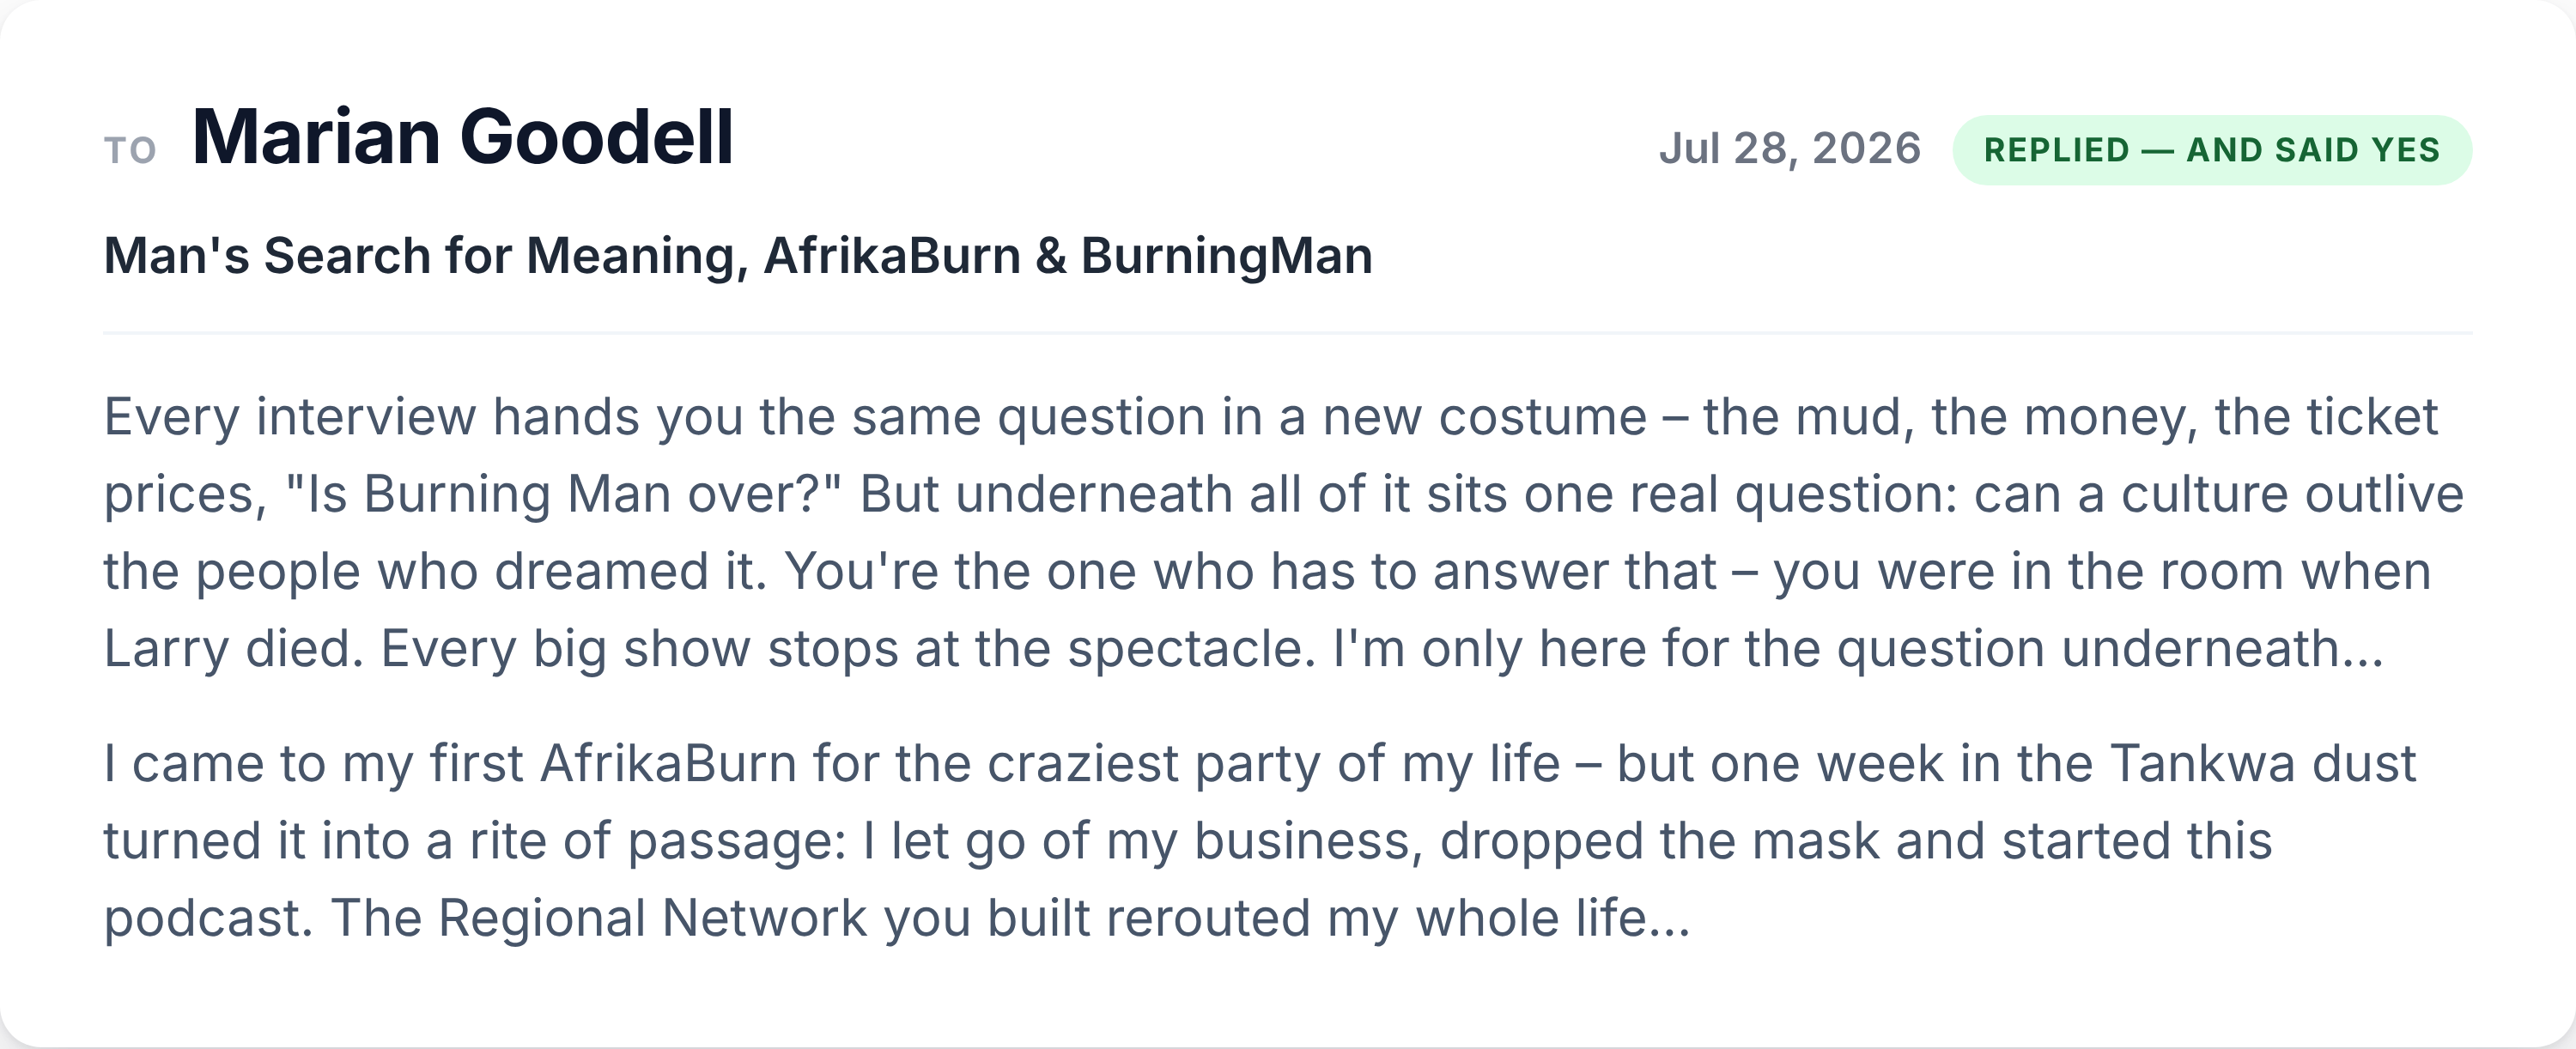 TO Marian Goodell
Jul 28, 2026 REPLIED — AND SAID YES
Man's Search for Meaning, AfrikaBurn & BurningMan
Every interview hands you the same question in a new costume – the mud, the money, the ticket
prices, "Is Burning Man over?" But underneath all of it sits one real question: can a culture outlive
the people who dreamed it. You're the one who has to answer that – you were in the room when
Larry died. Every big show stops at the spectacle. I'm only here for the question underneath...
I came to my first AfrikaBurn for the craziest party of my life – but one week in the Tankwa dust
turned it into a rite of passage: I let go of my business, dropped the mask and started this
podcast. The Regional Network you built rerouted my whole life...